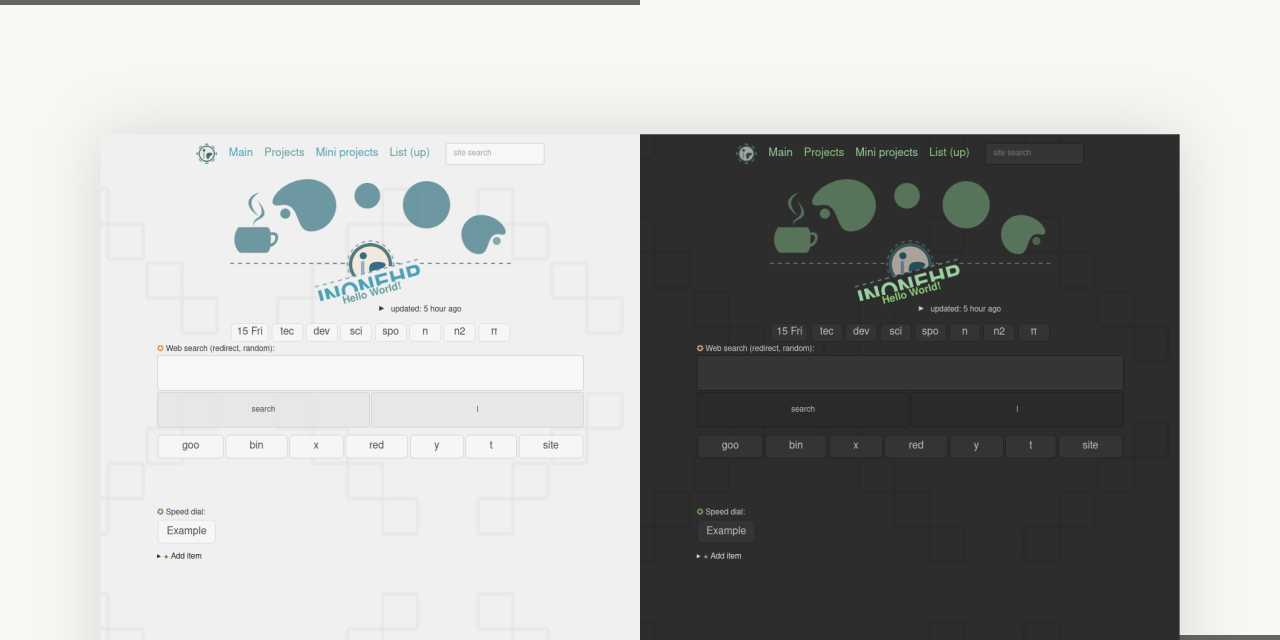 Main Projects Mini projects List (up) site search
Hello World!
► updated: 5 hour ago
15 Fri tec dev sci spo n n2 π
✪ Web search (redirect, random):
search l
goo bin x red y t site
✪ Speed dial:
Example
► + Add item
Main Projects Mini projects List (up) site search
Hello World!
► updated: 5 hour ago
15 Fri tec dev sci spo n n2 π
✪ Web search (redirect, random):
search l
goo bin x red y t site
✪ Speed dial:
Example
► + Add item